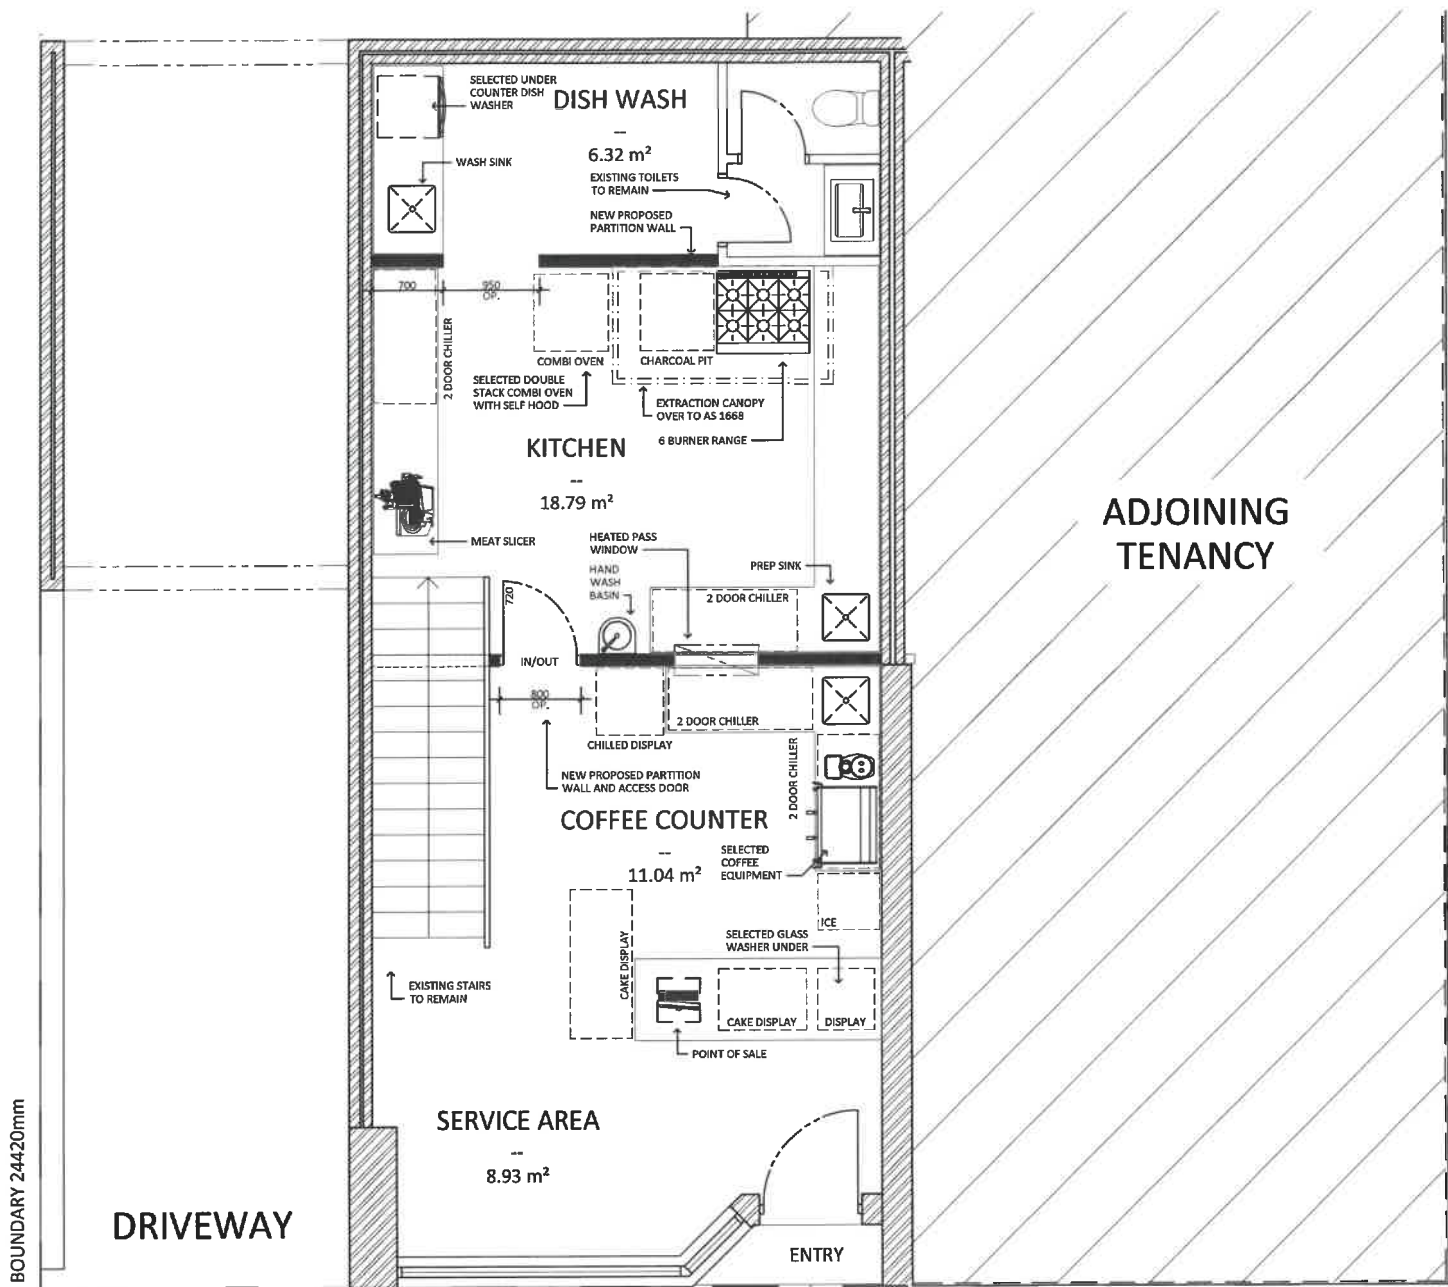 SELECTED UNDER
COUNTER DISH
WASHER
DISH WASH
--
6.32 m²
WASH SINK
EXISTING TOILETS
TO REMAIN
NEW PROPOSED
PARTITION WALL
700
950
OP.
2 DOOR CHILLER
COMBI OVEN
CHARCOAL PIT
SELECTED DOUBLE
STACK COMBI OVEN
WITH SELF HOOD
EXTRACTION CANOPY
OVER TO AS 1668
6 BURNER RANGE
KITCHEN
--
18.79 m²
ADJOINING
TENANCY
MEAT SLICER
HEATED PASS
WINDOW
HAND
WASH
BASIN
PREP SINK
720
2 DOOR CHILLER
IN/OUT
800
OP.
2 DOOR CHILLER
CHILLED DISPLAY
2 DOOR CHILLER
NEW PROPOSED PARTITION
WALL AND ACCESS DOOR
COFFEE COUNTER
--
11.04 m²
SELECTED
COFFEE
EQUIPMENT
ICE
SELECTED GLASS
WASHER UNDER
CAKE DISPLAY
EXISTING STAIRS
TO REMAIN
CAKE DISPLAY
DISPLAY
POINT OF SALE
SERVICE AREA
--
8.93 m²
BOUNDARY 24420mm
DRIVEWAY
ENTRY